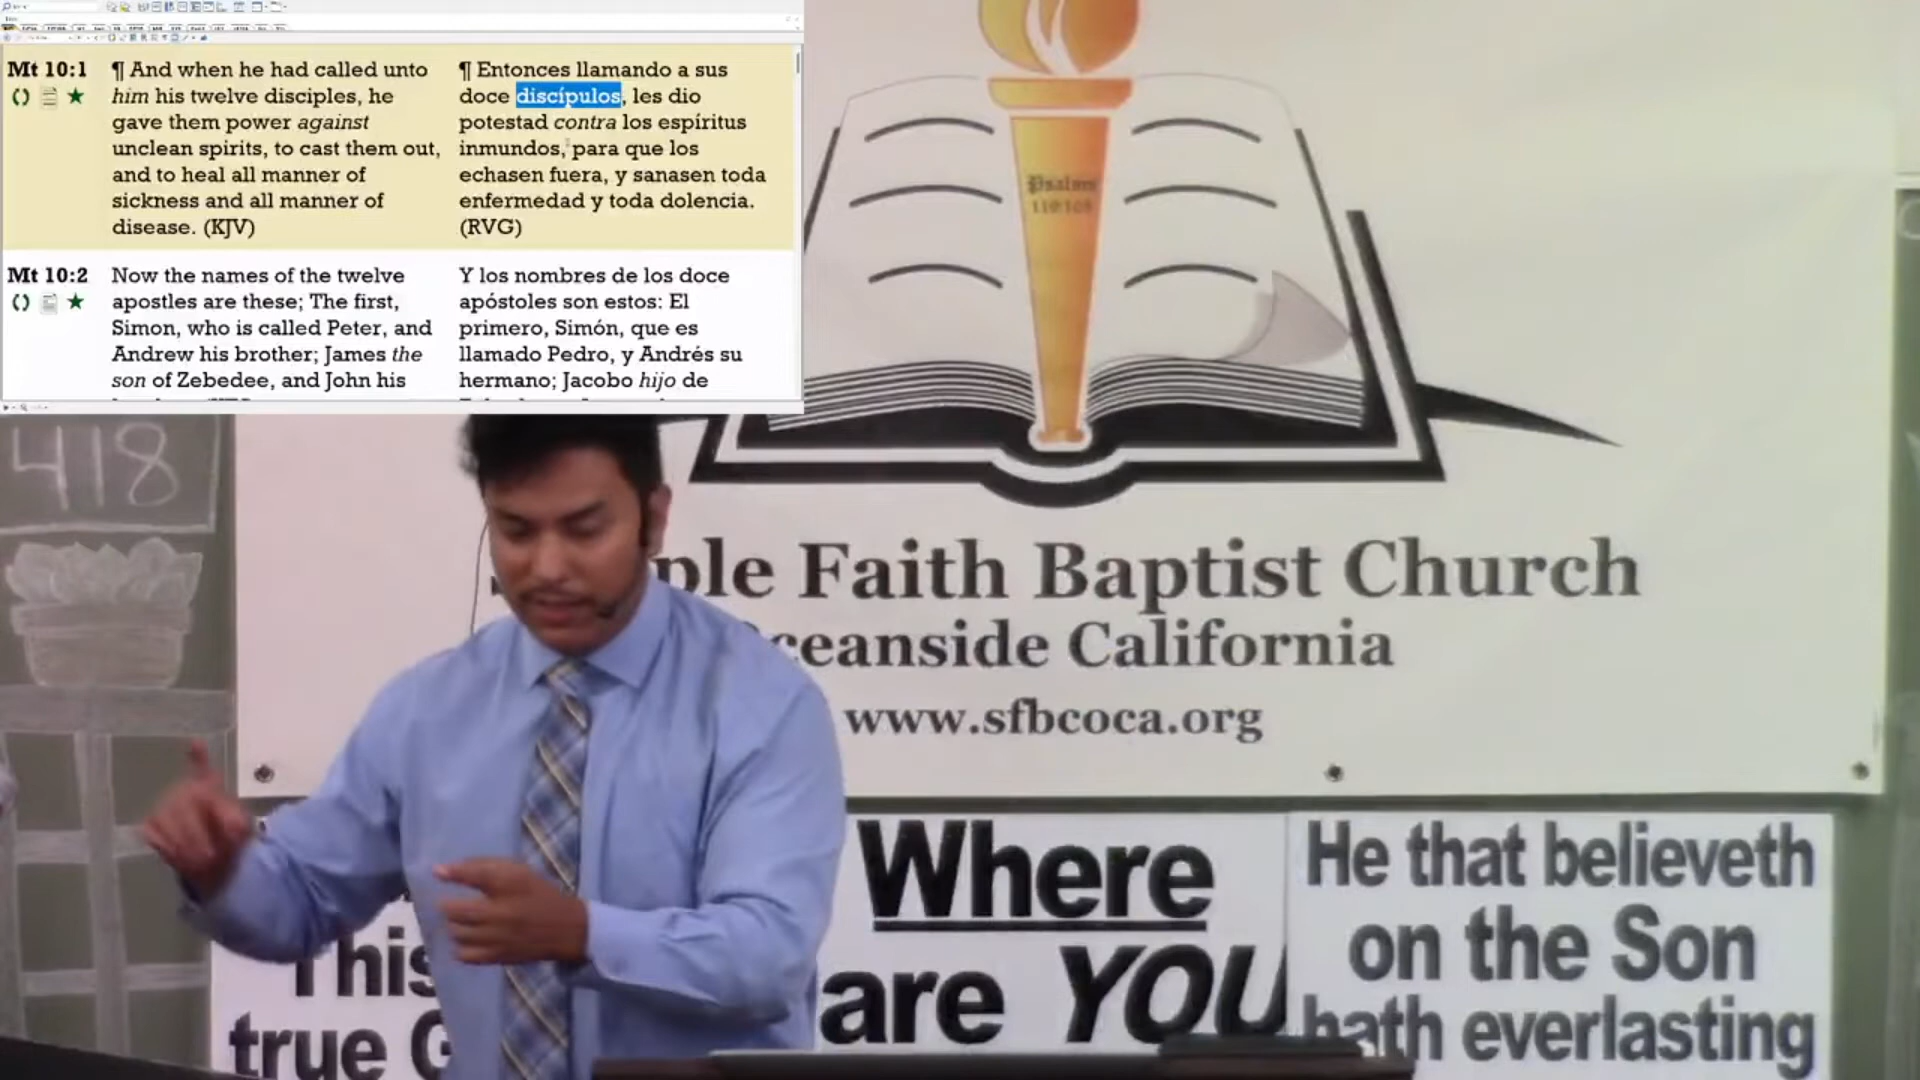 Mt 10:1
¶ And when he had called unto
him his twelve disciples, he
gave them power against
unclean spirits, to cast them out,
and to heal all manner of
sickness and all manner of
disease. (KJV)
¶ Entonces llamando a sus
doce discípulos, les dio
potestad contra los espíritus
inmundos, para que los
echasen fuera, y sanasen toda
enfermedad y toda dolencia.
(RVG)
Mt 10:2
Now the names of the twelve
apostles are these; The first,
Simon, who is called Peter, and
Andrew his brother; James the
son of Zebedee, and John his
Y los nombres de los doce
apóstoles son estos: El
primero, Simón, que es
llamado Pedro, y Andrés su
hermano; Jacobo hijo de
Psalms
119:105
418
ple Faith Baptist Church
ceanside California
www.sfbcoca.org
This
true G
Where
are YOU
He that believeth
on the Son
hath everlasting